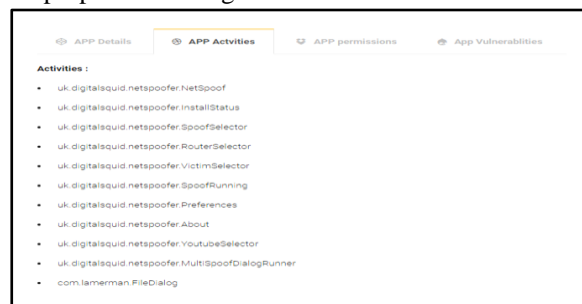 APP Details APP Actvities APP permissions App Vulnerablities
Activities :
• uk.digitalsquid.netspoofer.NetSpoof
• uk.digitalsquid.netspoofer.InstallStatus
• uk.digitalsquid.netspoofer.SpoofSelector
• uk.digitalsquid.netspoofer.RouterSelector
• uk.digitalsquid.netspoofer.VictimSelector
• uk.digitalsquid.netspoofer.SpoofRunning
• uk.digitalsquid.netspoofer.Preferences
• uk.digitalsquid.netspoofer.About
• uk.digitalsquid.netspoofer.YoutubeSelector
• uk.digitalsquid.netspoofer.MultiSpoofDialogRunner
• com.lamerman.FileDialog